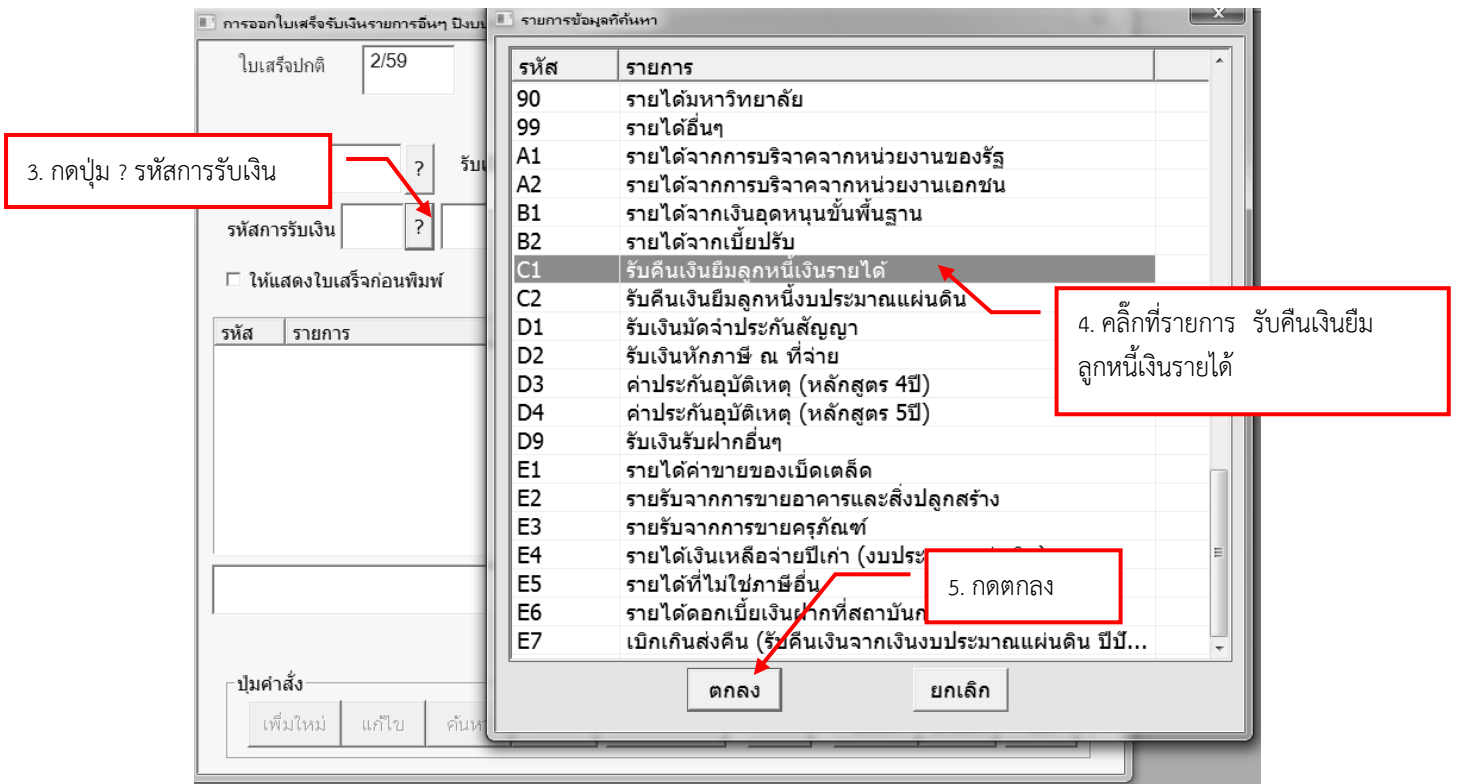 การออกใบเสร็จรับเงินรายการอื่นๆ ปีงบ
รายการข้อมูลที่ค้นหา
ใบเสร็จปกติ 2/59
3. กดปุ่ม ? รหัสการรับเงิน
?
รหัสการรับเงิน ?
ให้แสดงใบเสร็จก่อนพิมพ์
รหัส รายการ
รหัส รายการ
90 รายได้มหาวิทยาลัย
99 รายได้อื่นๆ
A1 รายได้จากการบริจาคจากหน่วยงานของรัฐ
A2 รายได้จากการบริจาคจากหน่วยงานเอกชน
B1 รายได้จากเงินอุดหนุนขั้นพื้นฐาน
B2 รายได้จากเบี้ยปรับ
C1 รับคืนเงินยืมลูกหนี้เงินรายได้
C2 รับคืนเงินยืมลูกหนี้งบประมาณแผ่นดิน
D1 รับเงินมัดจำประกันสัญญา
D2 รับเงินหักภาษี ณ ที่จ่าย
D3 ค่าประกันอุบัติเหตุ (หลักสูตร 4ปี)
D4 ค่าประกันอุบัติเหตุ (หลักสูตร 5ปี)
D9 รับเงินรับฝากอื่นๆ
E1 รายได้ค่าขายของเบ็ดเตล็ด
E2 รายรับจากการขายอาคารและสิ่งปลูกสร้าง
E3 รายรับจากการขายครุภัณฑ์
E4 รายได้เงินเหลือจ่ายปีเก่า
E5 รายได้ที่ไม่ใช่ภาษีอื่น
E6 รายได้ดอกเบี้ยเงินฝากที่สถาบัน
E7 เบิกเกินส่งคืน (รับคืนเงินจากเงินงบประมาณแผ่นดิน ปีปั...
4. คลิ๊กที่รายการ รับคืนเงินยืม
ลูกหนี้เงินรายได้
5. กดตกลง
ตกลง ยกเลิก
ปุ่มคำสั่ง
เพิ่มใหม่ แก้ไข ค้นหา